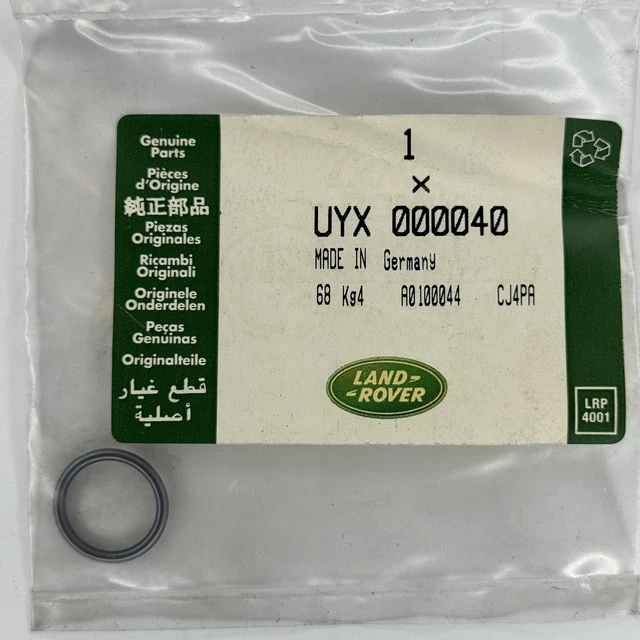 Genuine
Parts
Pièces
d'Origine
純正部品
Piezas
Originales
Ricambi
Originali
Originele
Onderdelen
Peças
Genuínas
Originalteile
قطع غيار
أصلية
1
×
UYX 000040
MADE IN Germany
68 Kg4 A0100044 CJ4PA
LAND-
-ROVER
LRP
4001